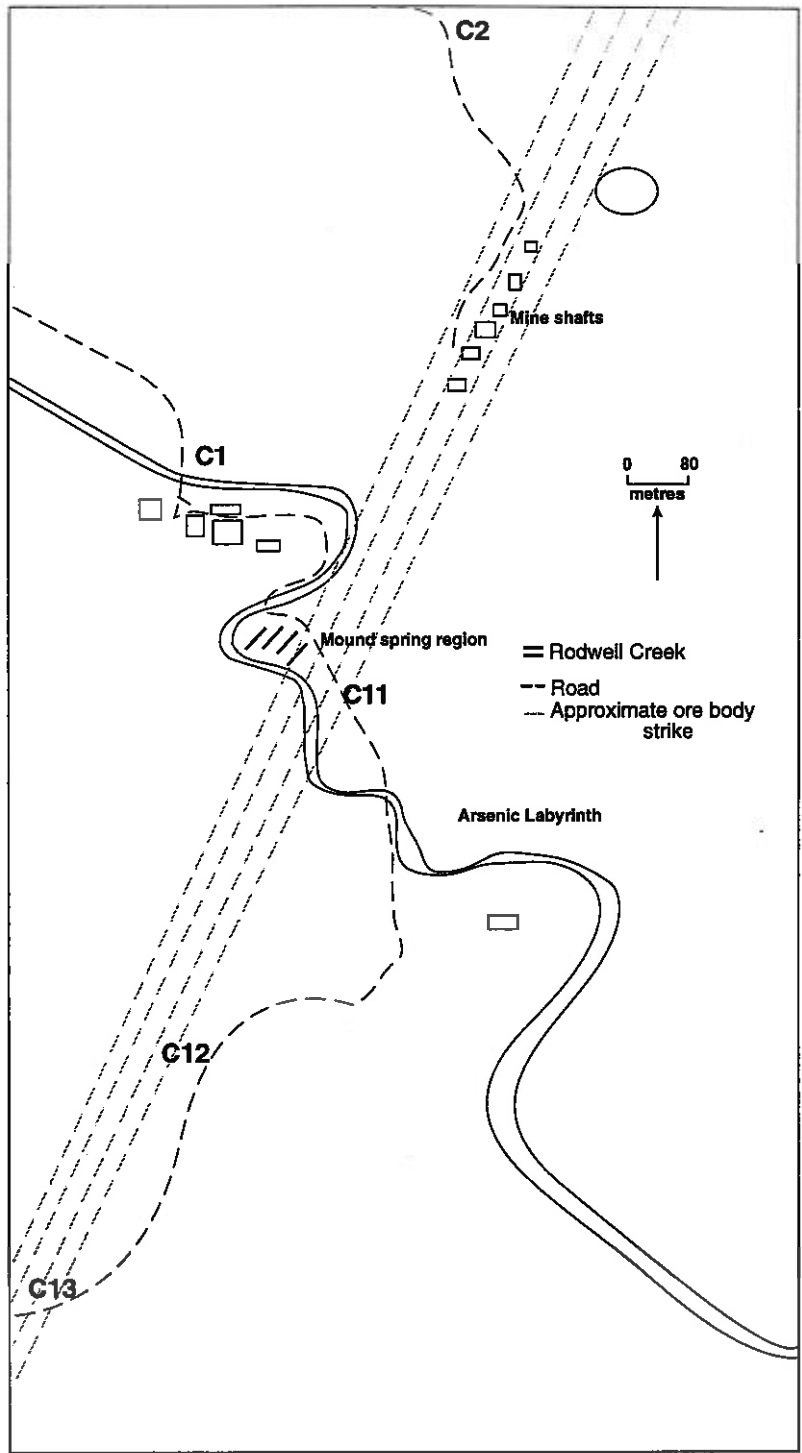 C2
Mine shafts
C1
0 80
metres
Mound spring region
Rodwell Creek
C11
Road
Approximate ore body
strike
Arsenic Labyrinth
C12
C13